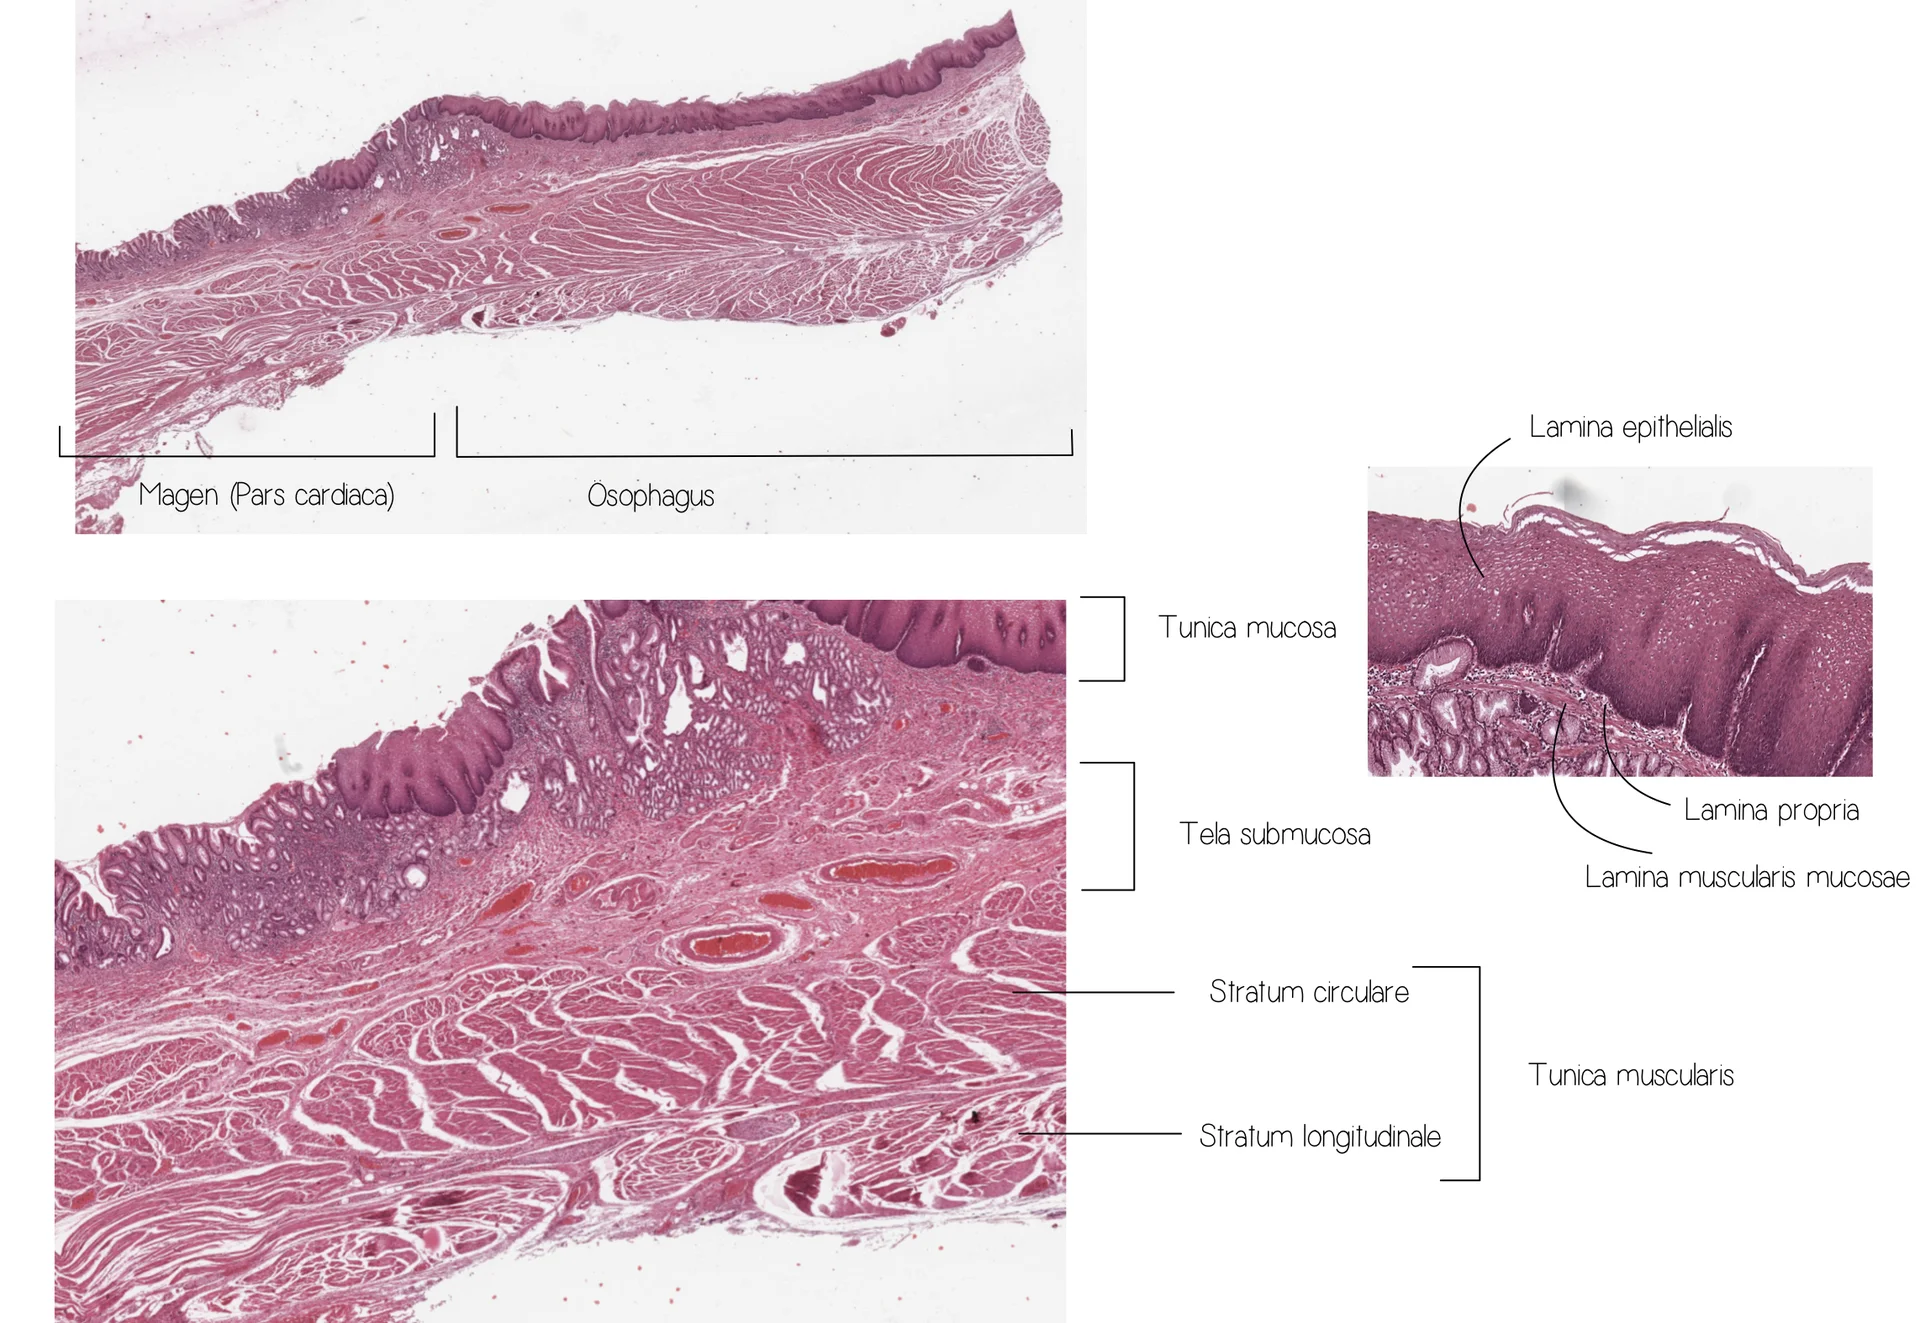 Magen (Pars cardiaca)
Ösophagus
Lamina epithelialis
Tunica mucosa
Tela submucosa
Lamina propria
Lamina muscularis mucosae
Stratum circulare
Tunica muscularis
Stratum longitudinale